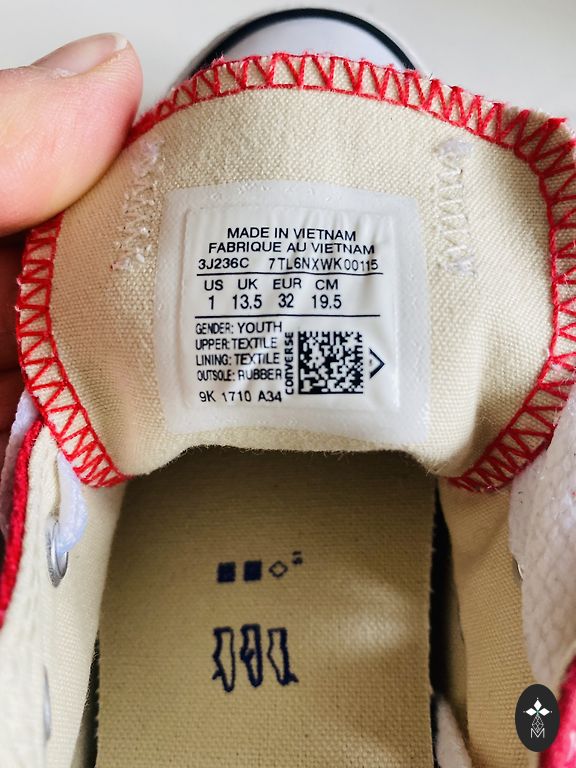 MADE IN VIETNAM
FABRIQUE AU VIETNAM
3J236C 7TL6NXWK00115
US UK EUR CM
1 13.5 32 19.5
GENDER: YOUTH
UPPER: TEXTILE
LINING: TEXTILE
OUTSOLE: RUBBER
CONVERSE
9K 1710 A34